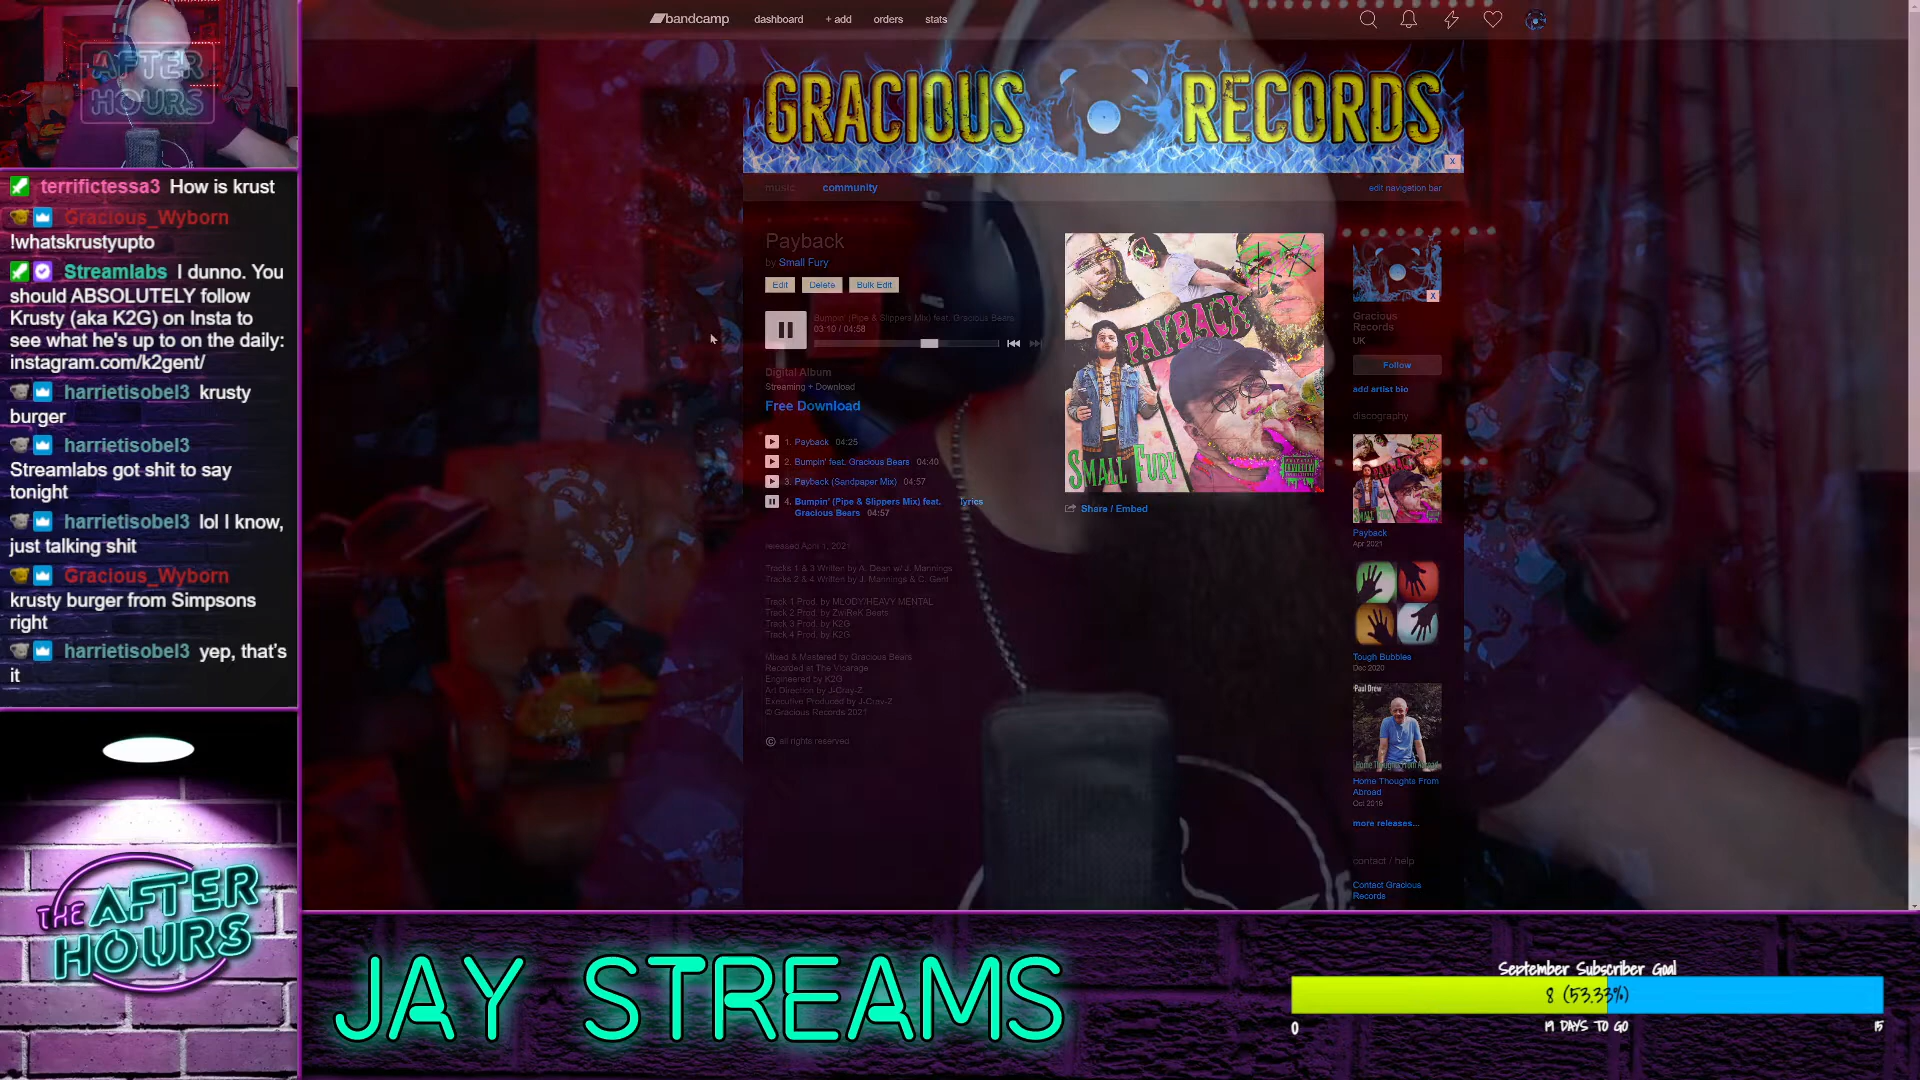 AFTER
HOURS
terrifictessa3 How is krust
Gracious_Wyborn
!whatskrustyupto
Streamlabs I dunno. You
should ABSOLUTELY follow
Krusty (aka K2G) on Insta to
see what he's up to on the daily:
instagram.com/k2gent/
harrietisobel3 krusty
burger
harrietisobel3
Streamlabs got shit to say
tonight
harrietisobel3 lol I know,
just talking shit
Gracious_Wyborn
krusty burger from Simpsons
right
harrietisobel3 yep, that's
it
THE AFTER
HOURS
bandcamp dashboard + add orders stats
GRACIOUS RECORDS
X
music community edit navigation bar
Payback
by Small Fury
Edit Delete Bulk Edit
Bumpin' (Pipe & Slippers Mix) feat. Gracious Bears
03:10 / 04:58
Digital Album
Streaming + Download
Free Download
1. Payback 04:25
2. Bumpin' feat. Gracious Bears 04:40
3. Payback (Sandpaper Mix) 04:57
4. Bumpin' (Pipe & Slippers Mix) feat. lyrics
Gracious Bears 04:57
released April 1, 2021
Tracks 1 & 3 Written by A. Dean w/ J. Mannings
Tracks 2 & 4 Written by J. Mannings & C. Gent
Track 1 Prod. by MŁODY/HEAVY MENTAL
Track 2 Prod. by ZwiReK Beats
Track 3 Prod. by K2G
Track 4 Prod. by K2G
Mixed & Mastered by Gracious Bears
Recorded at The Vicarage
Engineered by K2G
Art Direction by J-Cray-Z
Executive Produced by J-Cray-Z
© Gracious Records 2021
© all rights reserved
PAYBACK
SMALL FURY
Share / Embed
X
Gracious
Records
UK
Follow
add artist bio
discography
Payback
Apr 2021
Tough Bubbles
Dec 2020
Paul Drew
Home Thoughts From Abroad
Home Thoughts From
Abroad
Oct 2019
more releases...
contact / help
Contact Gracious
Records
JAY STREAMS
September Subscriber Goal
8 (53.33%)
0 19 DAYS TO GO 15